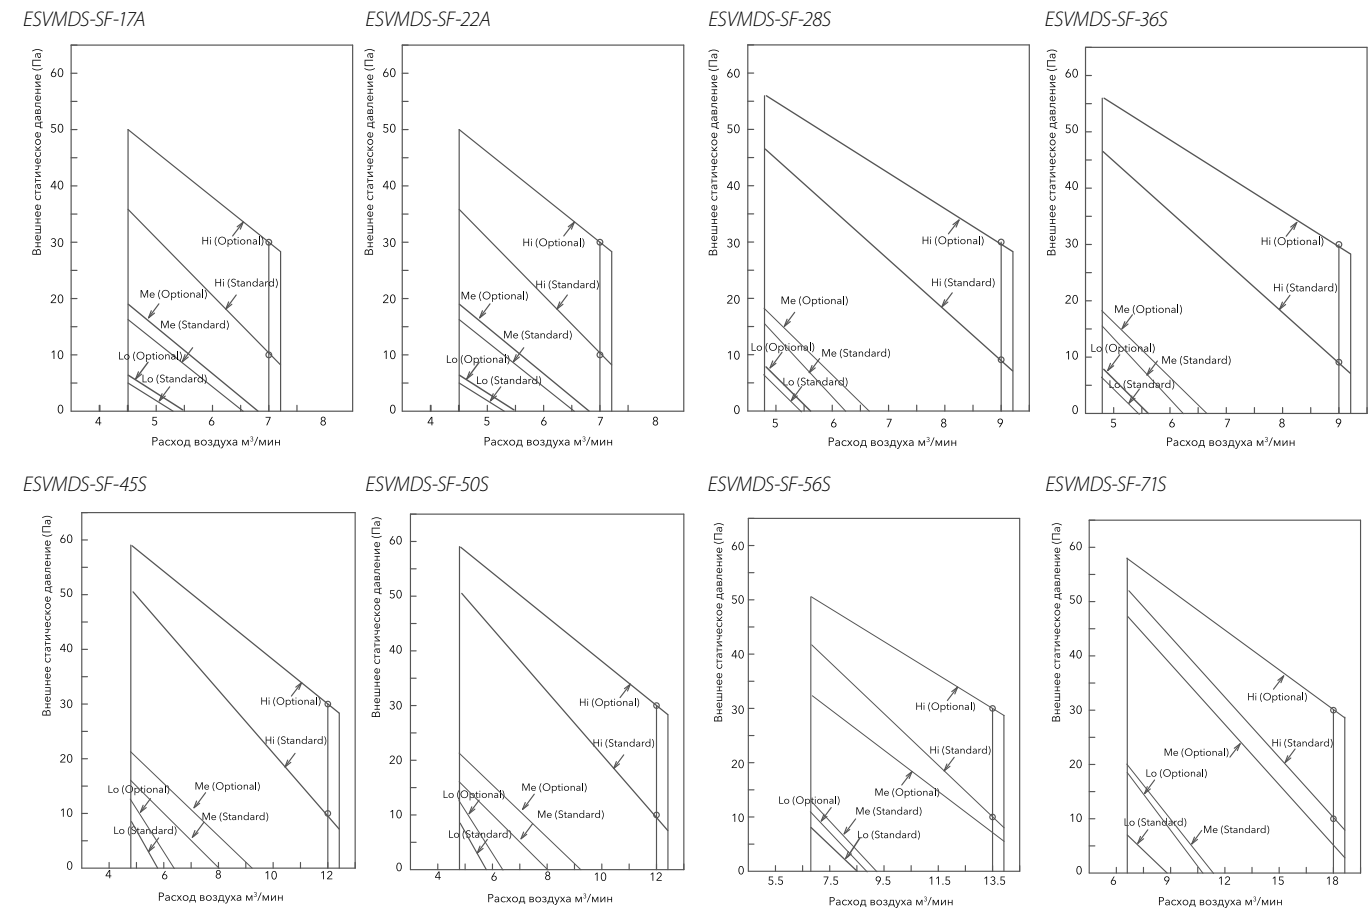 ESVMDS-SF-17A
Внешнее статическое давление (Па)
60
50
40
30
20
10
0
Hi (Optional)
Hi (Standard)
Me (Optional)
Me (Standard)
Lo (Optional)
Lo (Standard)
4 5 6 7 8
Расход воздуха м³/мин
ESVMDS-SF-22A
Внешнее статическое давление (Па)
60
50
40
30
20
10
0
Hi (Optional)
Hi (Standard)
Me (Optional)
Me (Standard)
Lo (Optional)
Lo (Standard)
4 5 6 7 8
Расход воздуха м³/мин
ESVMDS-SF-28S
Внешнее статическое давление (Па)
60
50
40
30
20
10
0
Hi (Optional)
Hi (Standard)
Me (Optional)
Lo (Optional)
Me (Standard)
Lo (Standard)
5 6 7 8 9
Расход воздуха м³/мин
ESVMDS-SF-36S
Внешнее статическое давление (Па)
60
50
40
30
20
10
0
Hi (Optional)
Hi (Standard)
Me (Optional)
Lo (Optional)
Me (Standard)
Lo (Standard)
5 6 7 8 9
Расход воздуха м³/мин
ESVMDS-SF-45S
Внешнее статическое давление (Па)
60
50
40
30
20
10
0
Hi (Optional)
Hi (Standard)
Me (Optional)
Lo (Optional)
Me (Standard)
Lo (Standard)
4 6 8 10 12
Расход воздуха м³/мин
ESVMDS-SF-50S
Внешнее статическое давление (Па)
60
50
40
30
20
10
0
Hi (Optional)
Hi (Standard)
Me (Optional)
Lo (Optional)
Me (Standard)
Lo (Standard)
4 6 8 10 12
Расход воздуха м³/мин
ESVMDS-SF-56S
Внешнее статическое давление (Па)
60
50
40
30
20
10
0
Hi (Optional)
Hi (Standard)
Me (Optional)
Lo (Optional)
Me (Standard)
Lo (Standard)
5.5 7.5 9.5 11.5 13.5
Расход воздуха м³/мин
ESVMDS-SF-71S
Внешнее статическое давление (Па)
60
50
40
30
20
10
0
Hi (Optional)
Hi (Standard)
Me (Optional)
Lo (Optional)
Lo (Standard)
Me (Standard)
6 9 12 15 18
Расход воздуха м³/мин